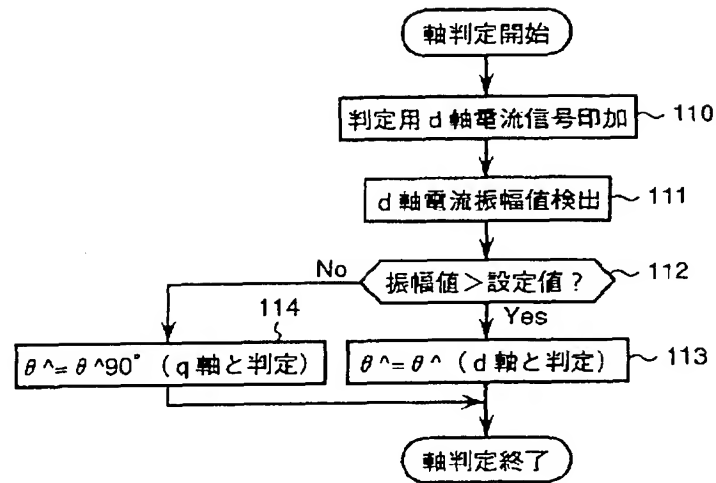 軸判定開始
判定用d軸電流信号印加
110
d軸電流振幅値検出
111
振幅値>設定値?
112
No
Yes
114
θ^=θ^90°(q軸と判定)
θ^=θ^(d軸と判定)
113
軸判定終了